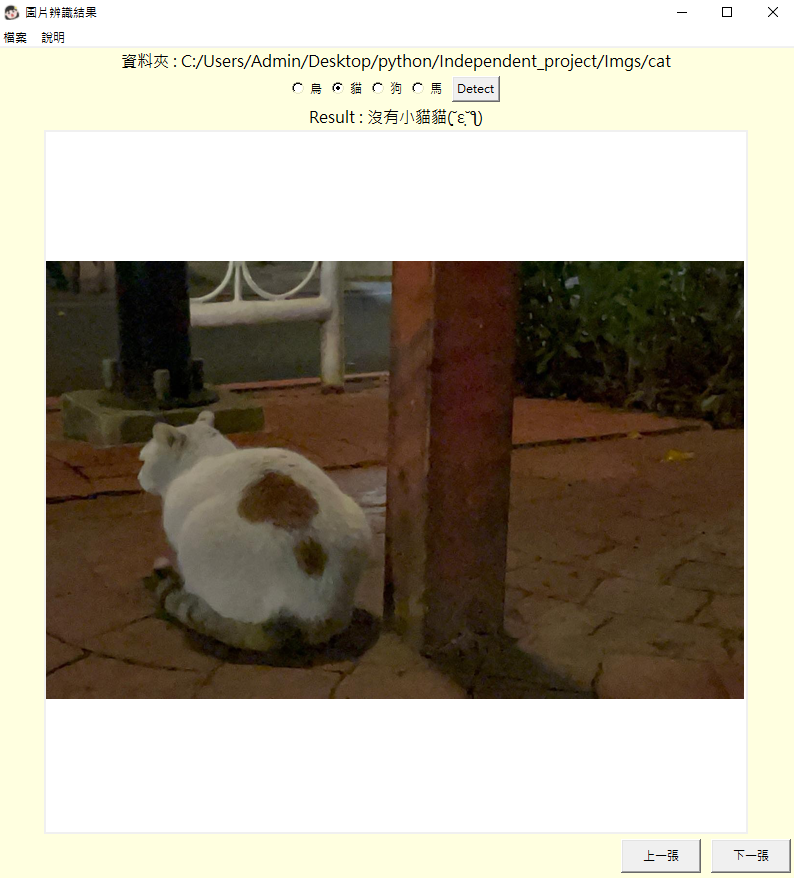 圖片辨識結果
檔案 說明
資料夾 : C:/Users/Admin/Desktop/python/Independent_project/Imgs/cat
鳥 貓 狗 馬 Detect
Result : 沒有小貓貓
上一張 下一張